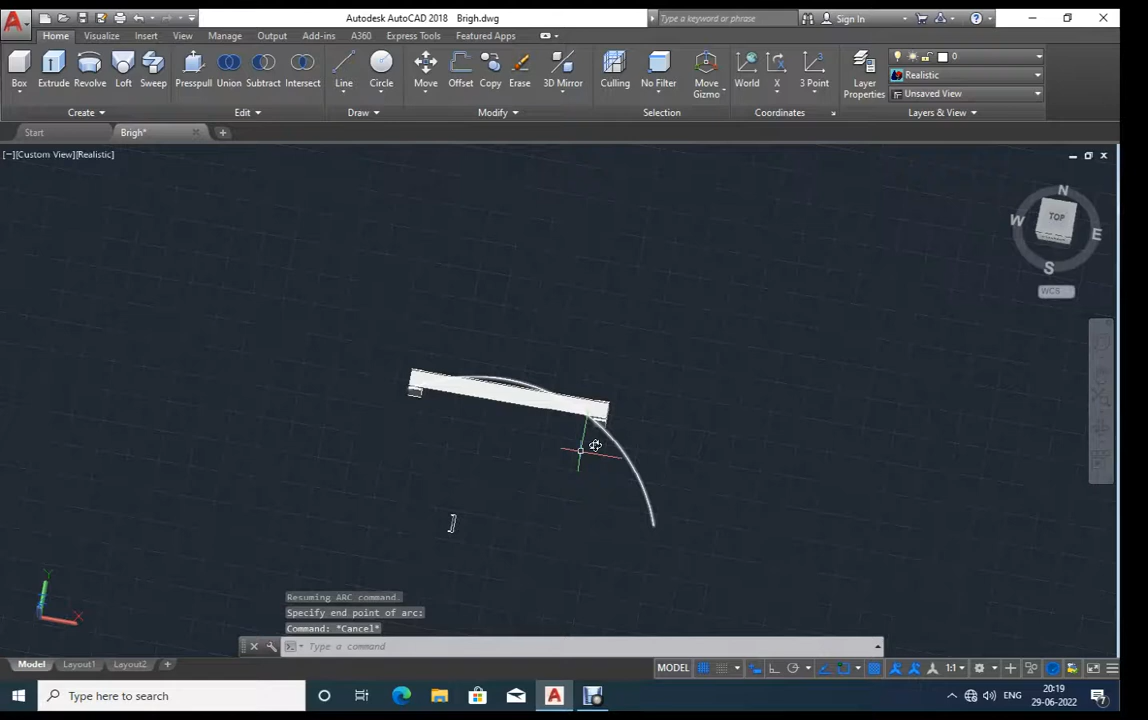 Autodesk AutoCAD 2018 Brigh.dwg
Type a keyword or phrase
Sign In
Home Visualize Insert View Manage Output Add-ins A360 Express Tools Featured Apps
Box Extrude Revolve Loft Sweep Presspull Union Subtract Intersect Line Circle Move Offset Copy Erase 3D Mirror Culling No Filter Move Gizmo World X 3 Point Layer Properties
0
Realistic
Unsaved View
Create Edit Draw Modify Selection Coordinates Layers & View
Start Brigh*
[−][Custom View][Realistic]
N
W TOP E
S
WCS
Y
X
Resuming ARC command.
Specify end point of arc:
Command: *Cancel*
Type a command
Model Layout1 Layout2 +
MODEL 1:1
Type here to search
ENG
20:19
29-06-2022
7